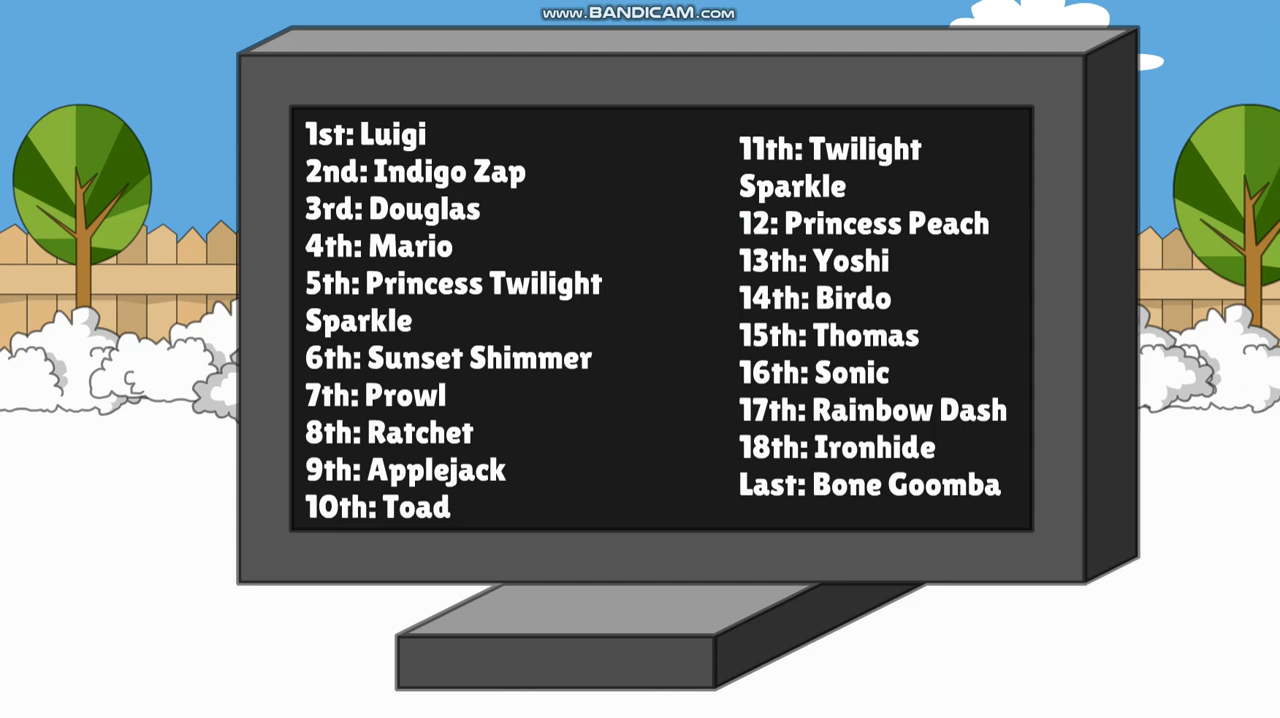 www.BANDICAM.com
1st: Luigi
2nd: Indigo Zap
3rd: Douglas
4th: Mario
5th: Princess Twilight
Sparkle
6th: Sunset Shimmer
7th: Prowl
8th: Ratchet
9th: Applejack
10th: Toad
11th: Twilight
Sparkle
12: Princess Peach
13th: Yoshi
14th: Birdo
15th: Thomas
16th: Sonic
17th: Rainbow Dash
18th: Ironhide
Last: Bone Goomba